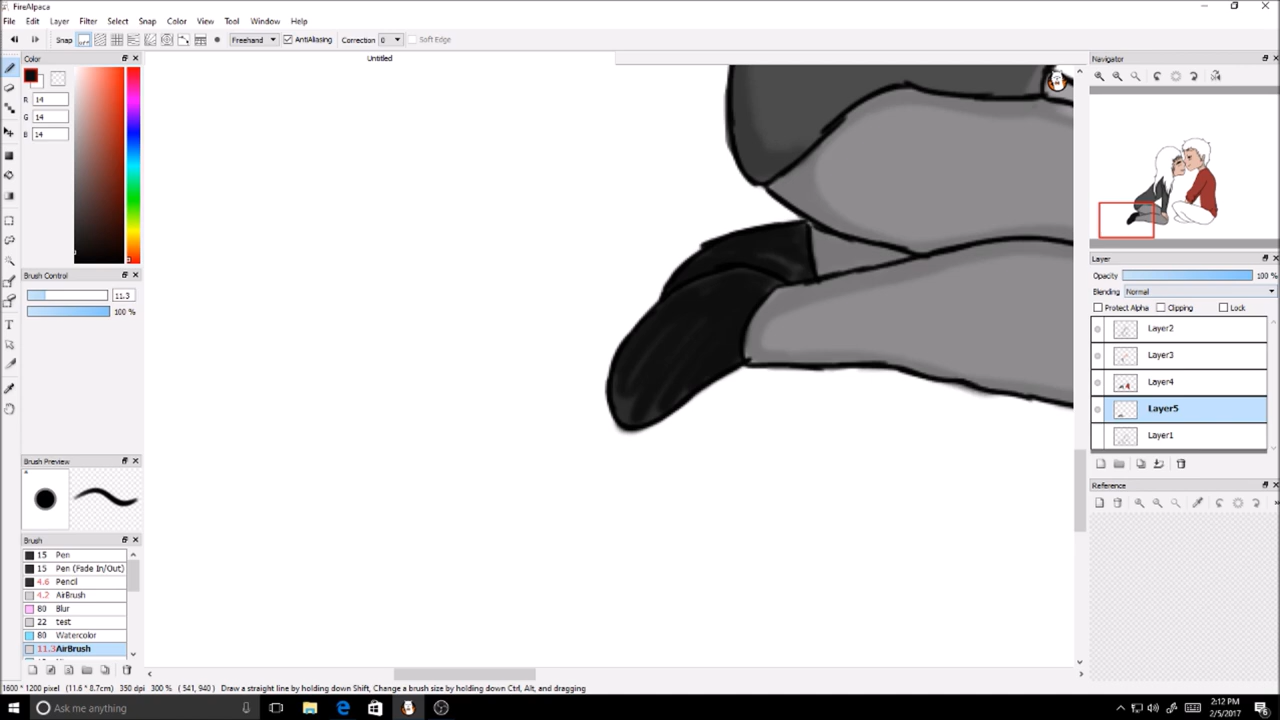 FireAlpaca
File Edit Layer Filter Select Snap Color View Tool Window Help
Snap off Freehand AntiAliasing Correction 0 Soft Edge
Color
Untitled
Navigator
R 14
G 14
B 14
Layer
Opacity 100 %
Brush Control
Blending Normal
11.3
Protect Alpha Clipping Lock
100 %
Layer2
Layer3
Layer4
Layer5
Layer1
Brush Preview
Reference
Brush
15 Pen
15 Pen (Fade In/Out)
4.6 Pencil
4.2 AirBrush
80 Blur
22 test
80 Watercolor
11.3 AirBrush
1600 * 1200 pixel (11.6 * 8.7cm) 350 dpi 300 % ( 541, 940 ) Draw a straight line by holding down Shift, Change a brush size by holding down Ctrl, Alt, and dragging
Ask me anything
2:12 PM
2/5/2017
6